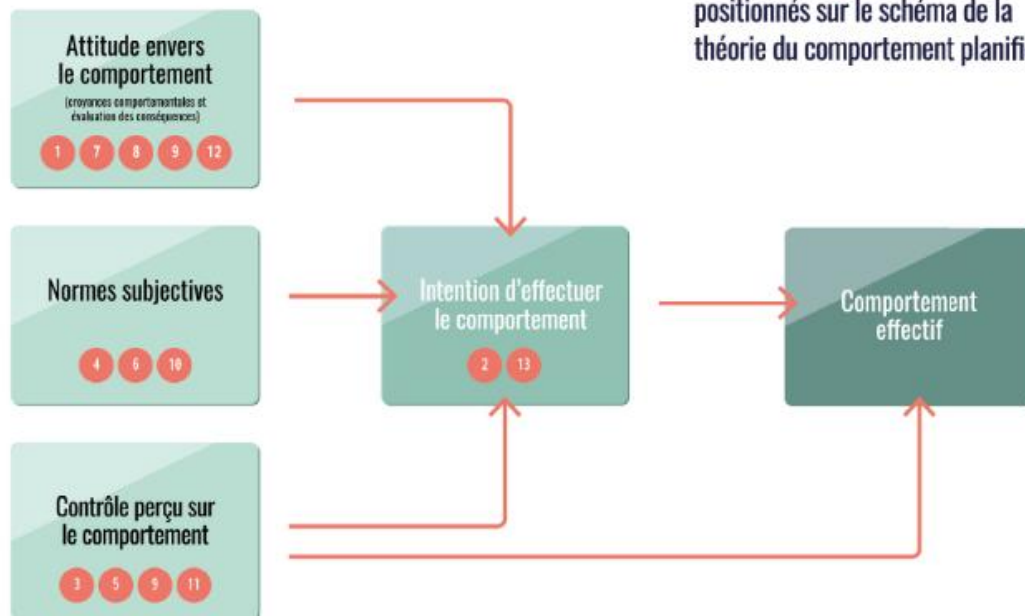 positionnés sur le schéma de la
théorie du comportement planifi
Attitude envers
le comportement
(croyances comportementales et
évaluation des conséquences)
1 7 8 9 12
Normes subjectives
4 6 10
Contrôle perçu sur
le comportement
3 5 9 11
Intention d'effectuer
le comportement
2 13
Comportement
effectif